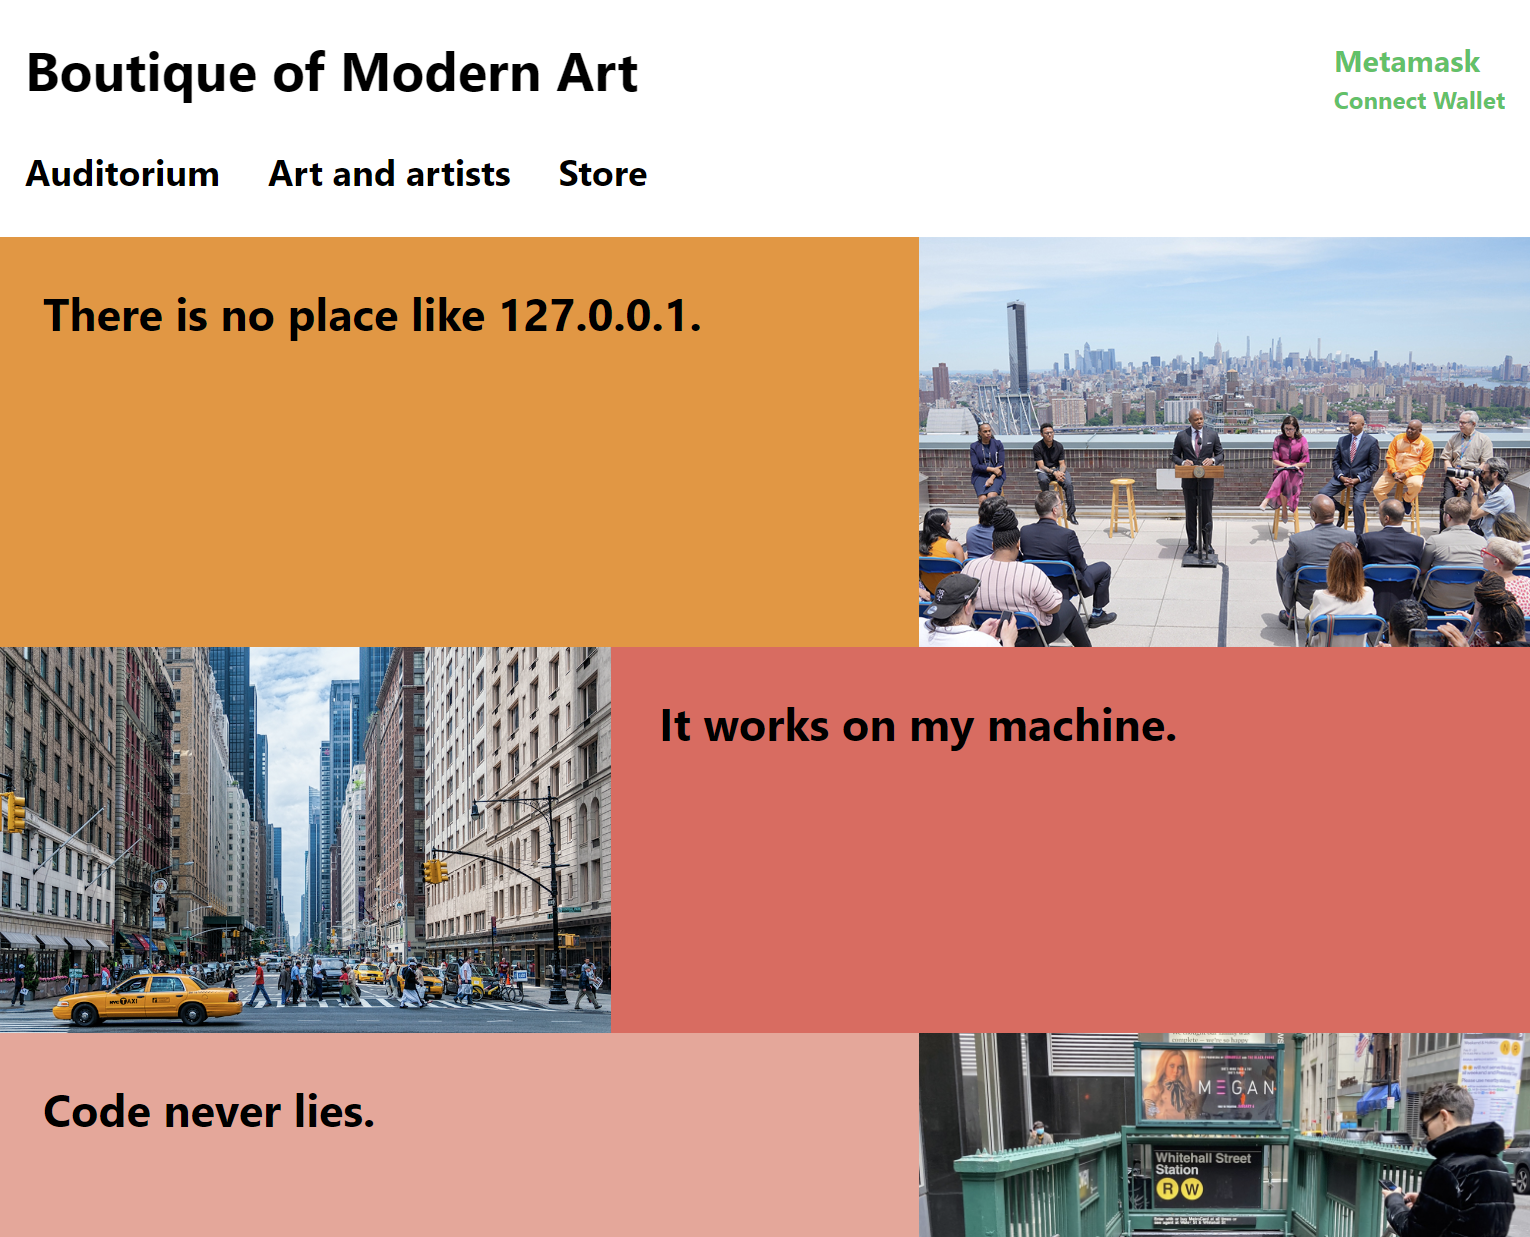 Boutique of Modern Art
Metamask
Connect Wallet
Auditorium
Art and artists
Store
There is no place like 127.0.0.1.
It works on my machine.
NYC TAXI
Code never lies.
MEGAN
Whitehall Street
Station
R W